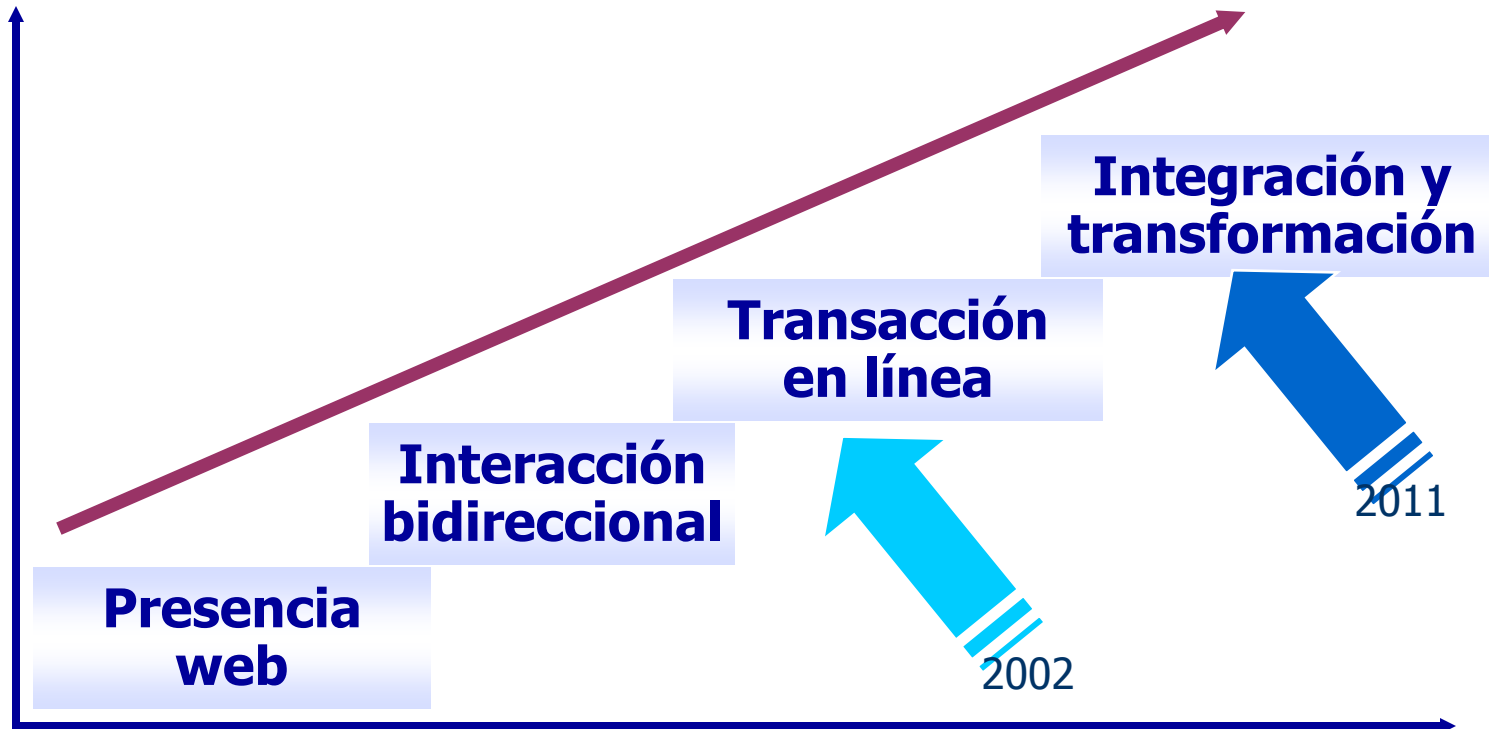 Integración y
transformación
Transacción
en línea
Interacción
bidireccional
2011
Presencia
web
2002